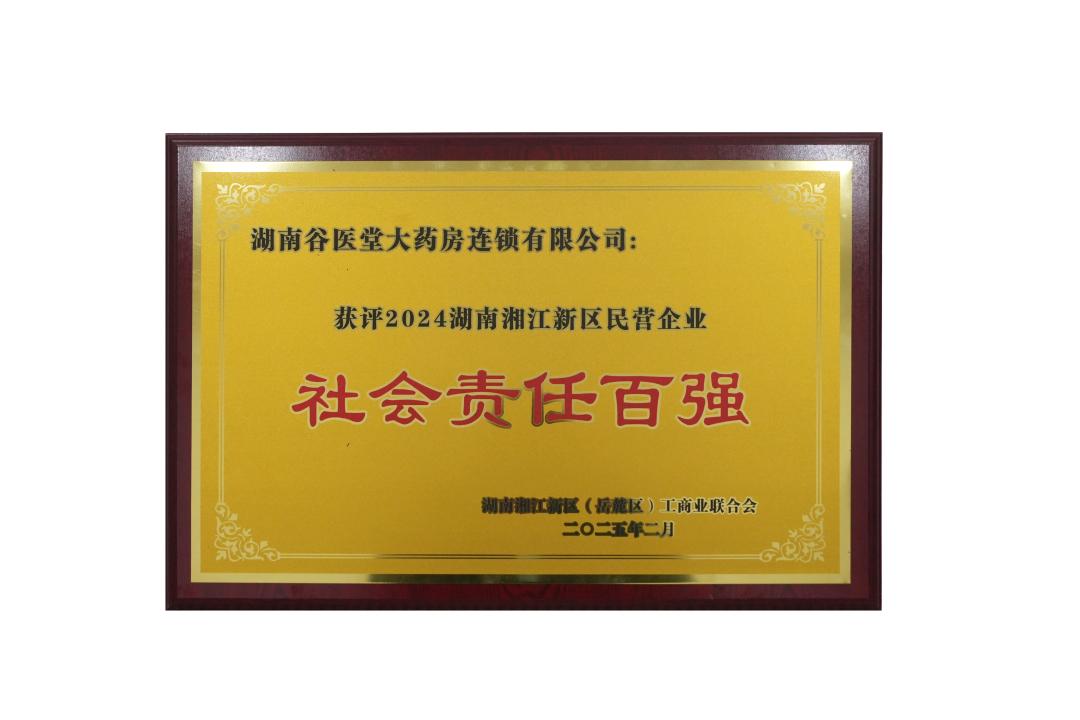 湖南谷医堂大药房连锁有限公司:
获评2024湖南湘江新区民营企业
社会责任百强
湖南湘江新区（岳麓区）工商业联合会
二〇二五年二月